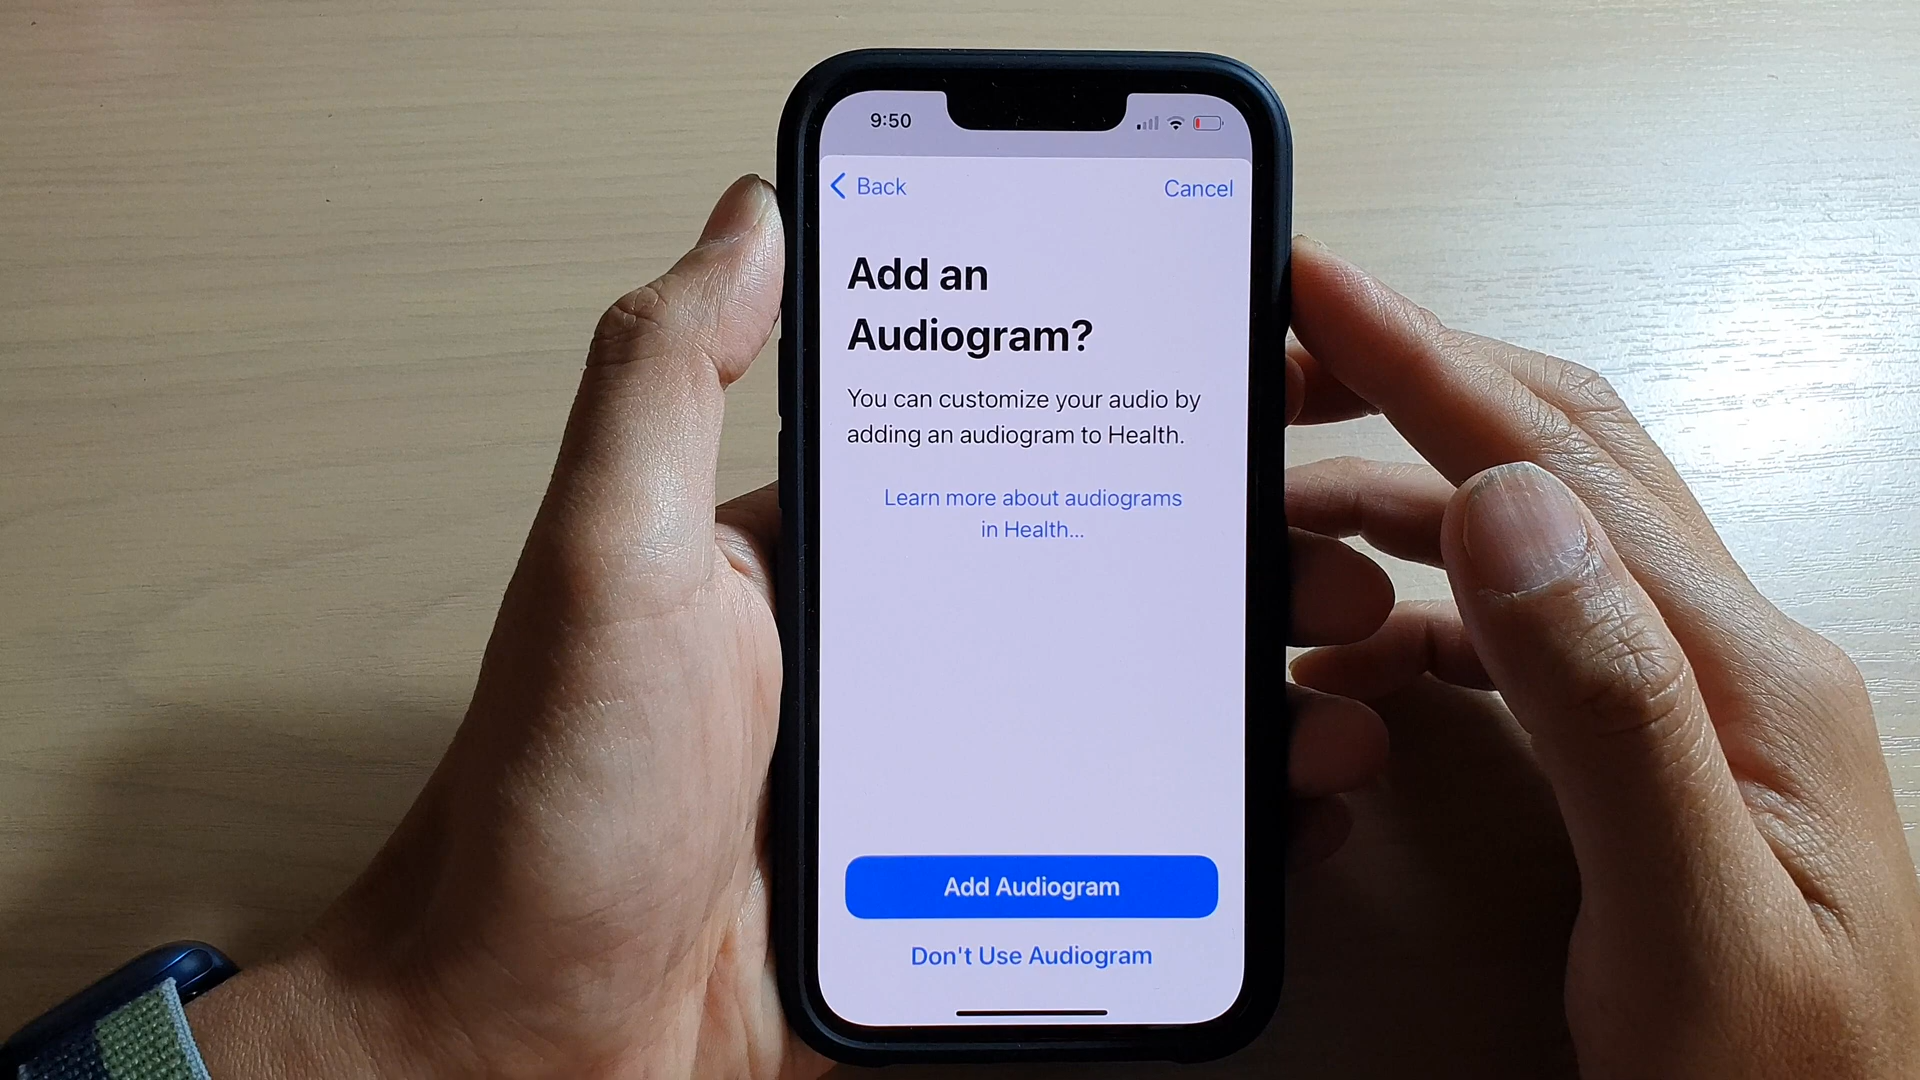 9:50
Back
Cancel
Add an
Audiogram?
You can customize your audio by
adding an audiogram to Health.
Learn more about audiograms
in Health...
Add Audiogram
Don't Use Audiogram